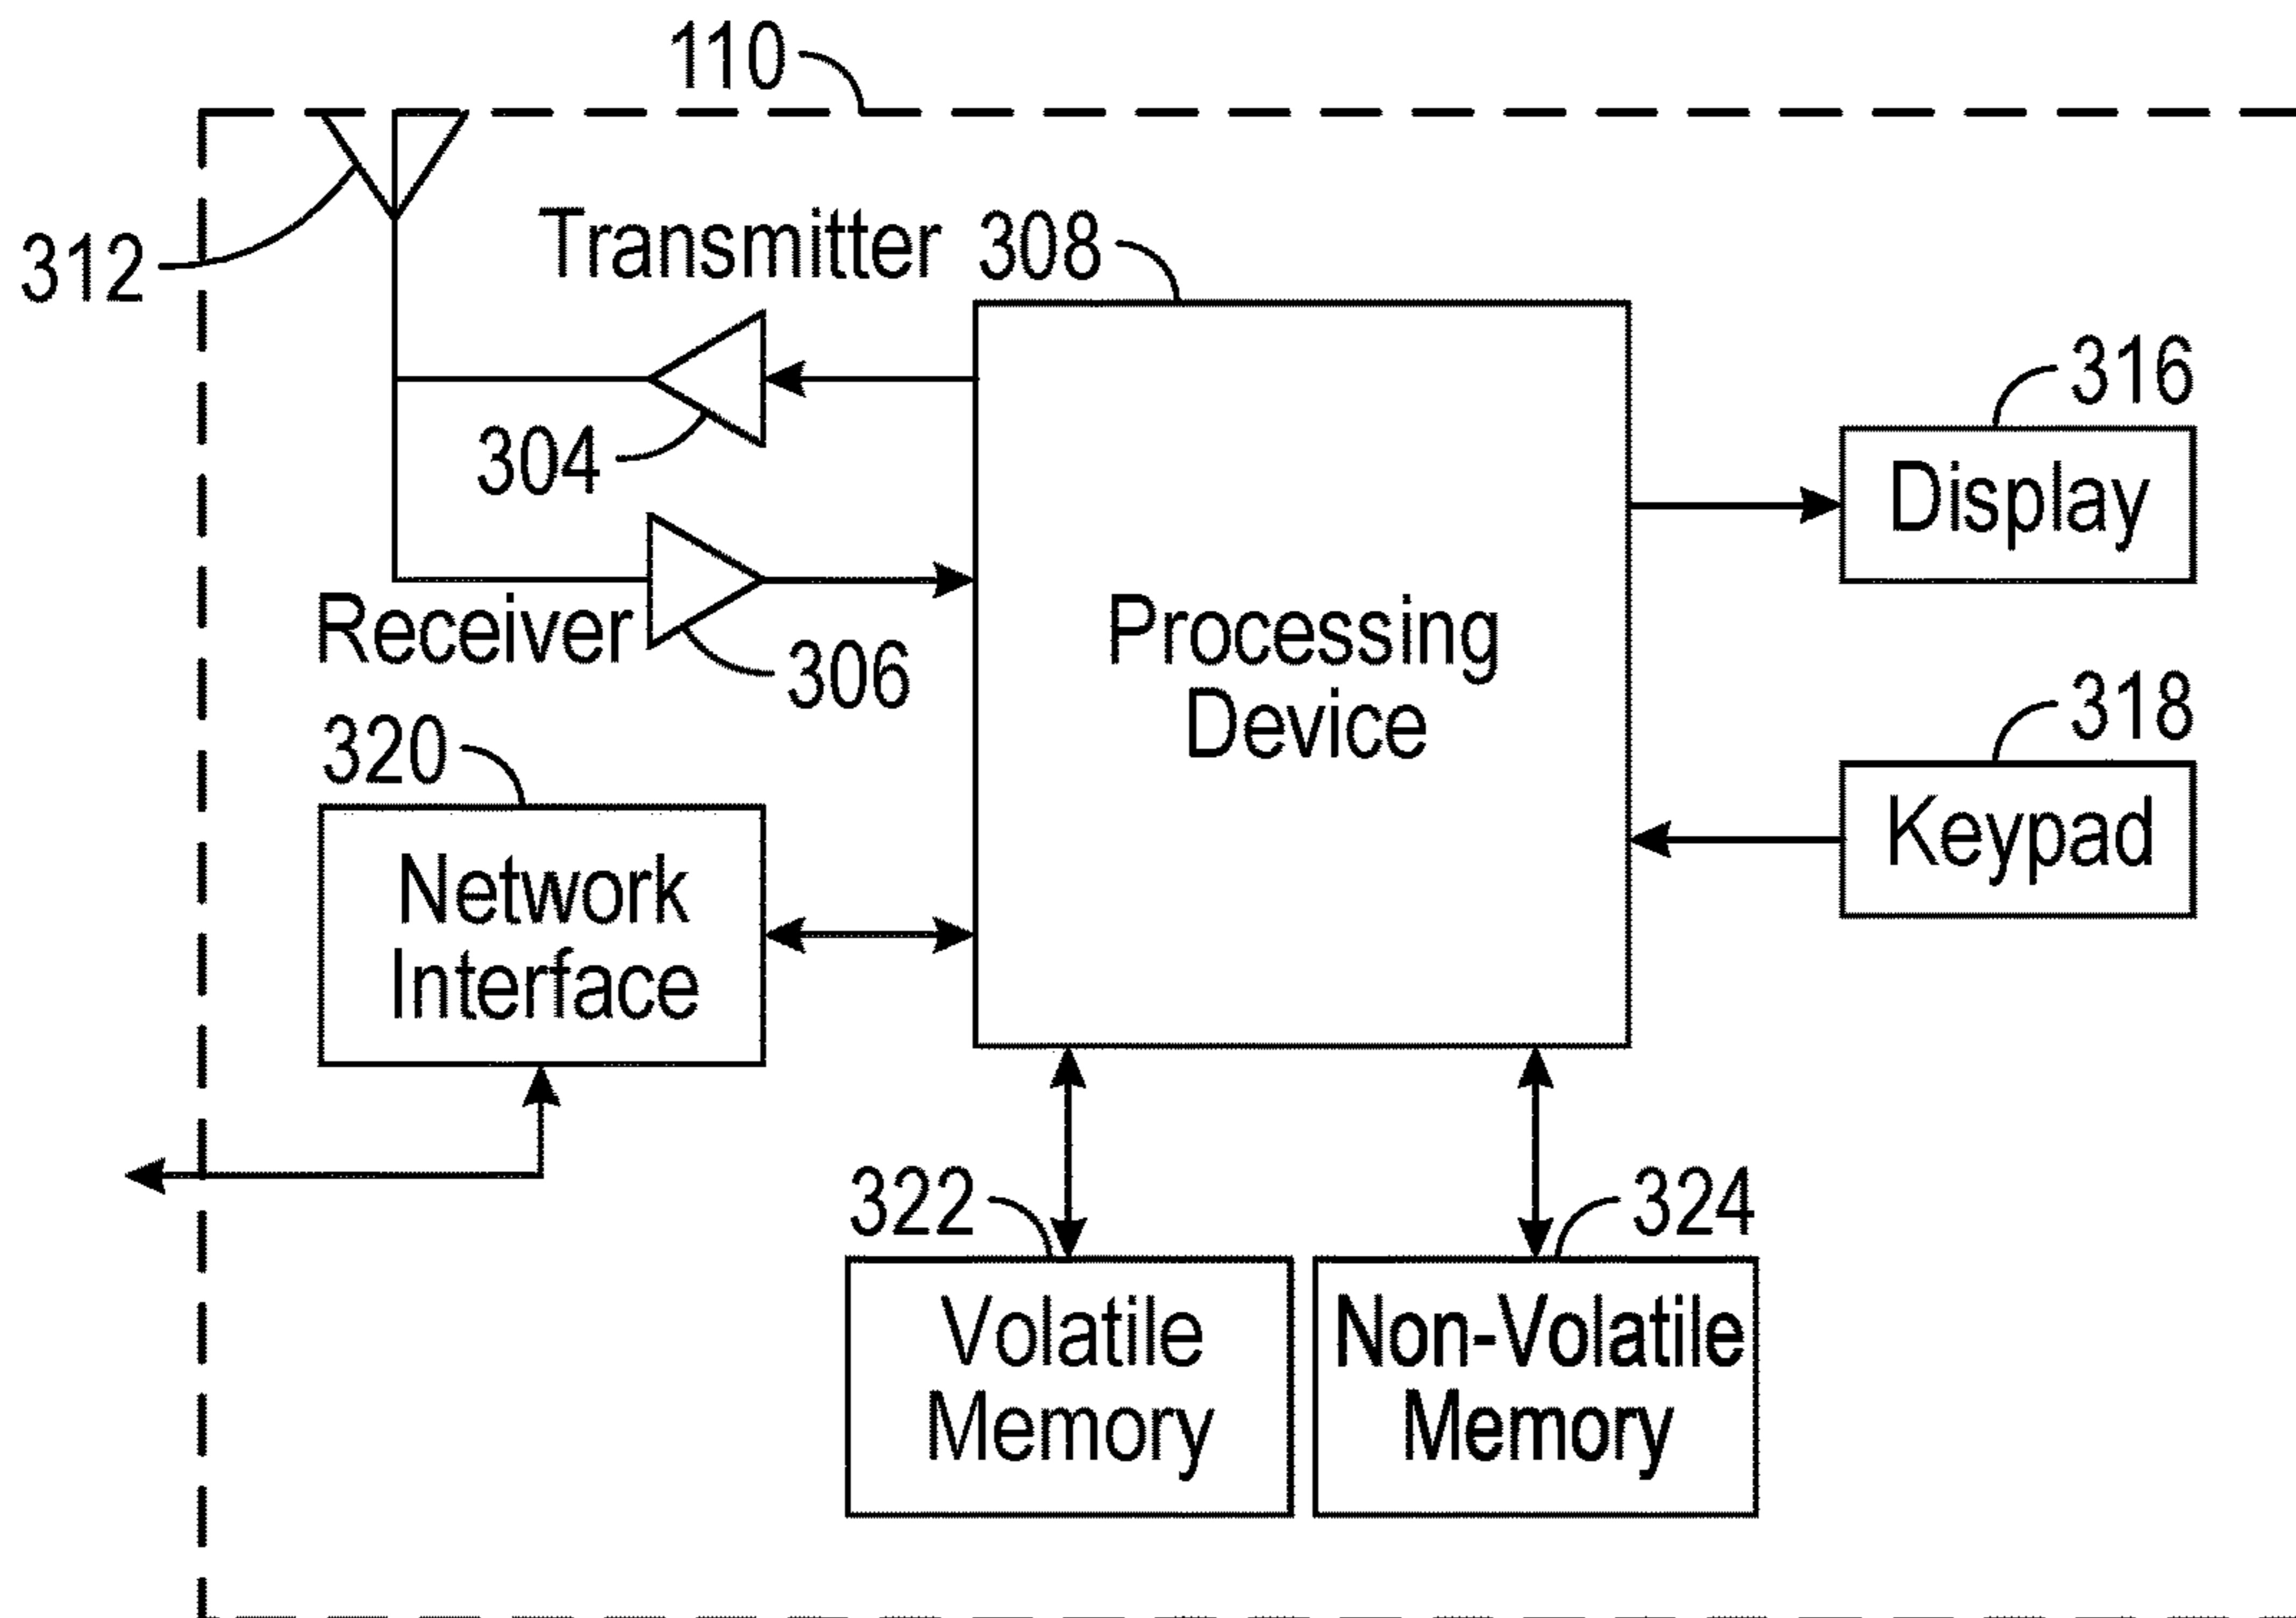 110
312
Transmitter
308
304
316
Display
Receiver
306
Processing
Device
318
Keypad
320
Network
Interface
322
324
Volatile
Memory
Non-Volatile
Memory